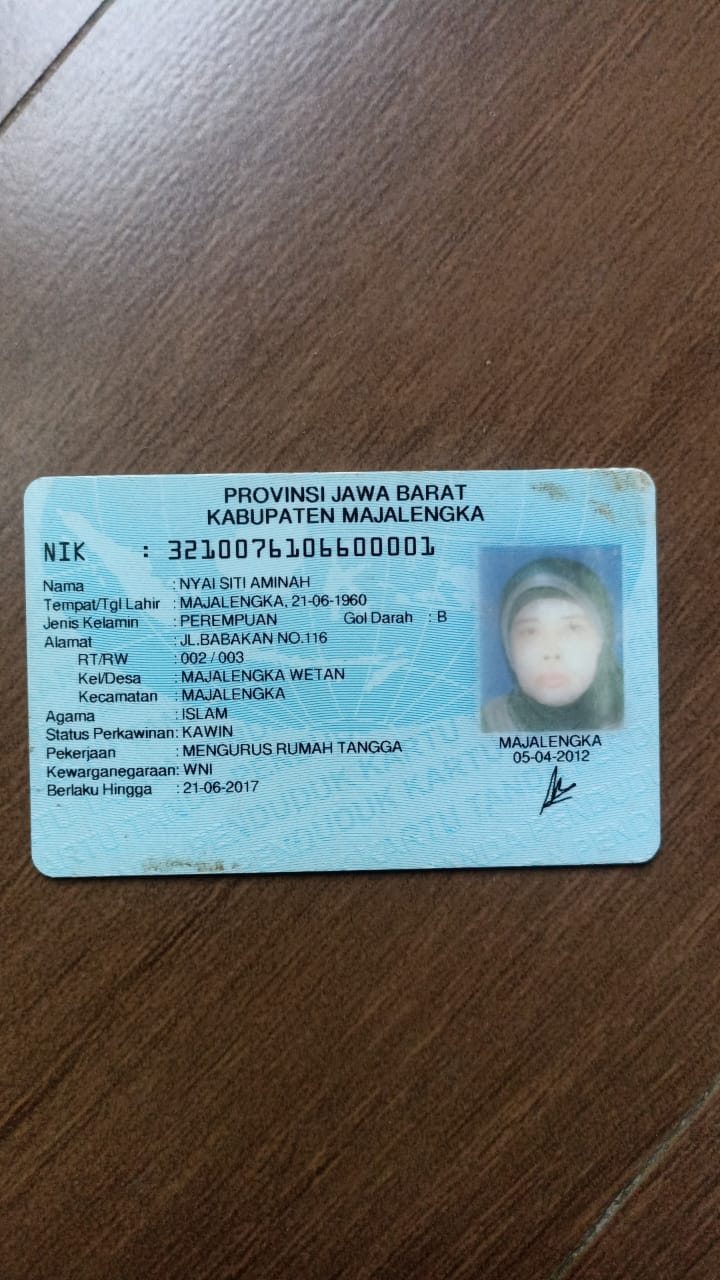 PROVINSI JAWA BARAT
KABUPATEN MAJALENGKA
NIK : 3210076106600001
Nama : NYAI SITI AMINAH
Tempat/Tgl Lahir : MAJALENGKA, 21-06-1960
Jenis Kelamin : PEREMPUAN Gol Darah : B
Alamat : JL.BABAKAN NO.116
RT/RW : 002 / 003
Kel/Desa : MAJALENGKA WETAN
Kecamatan : MAJALENGKA
Agama : ISLAM
Status Perkawinan: KAWIN
Pekerjaan : MENGURUS RUMAH TANGGA
Kewarganegaraan: WNI
Berlaku Hingga : 21-06-2017
MAJALENGKA
05-04-2012